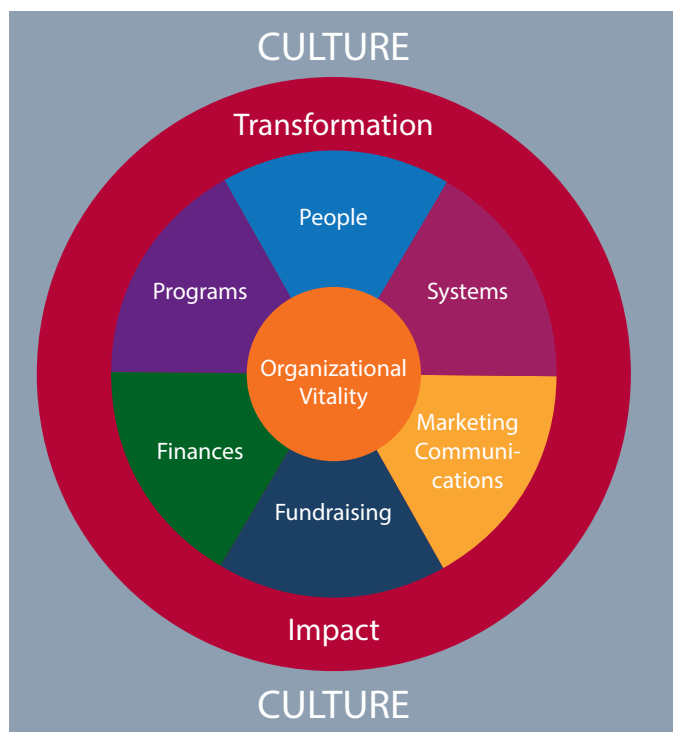 CULTURE
Transformation
People
Programs
Systems
Organizational
Vitality
Finances
Marketing
Communi-
cations
Fundraising
Impact
CULTURE